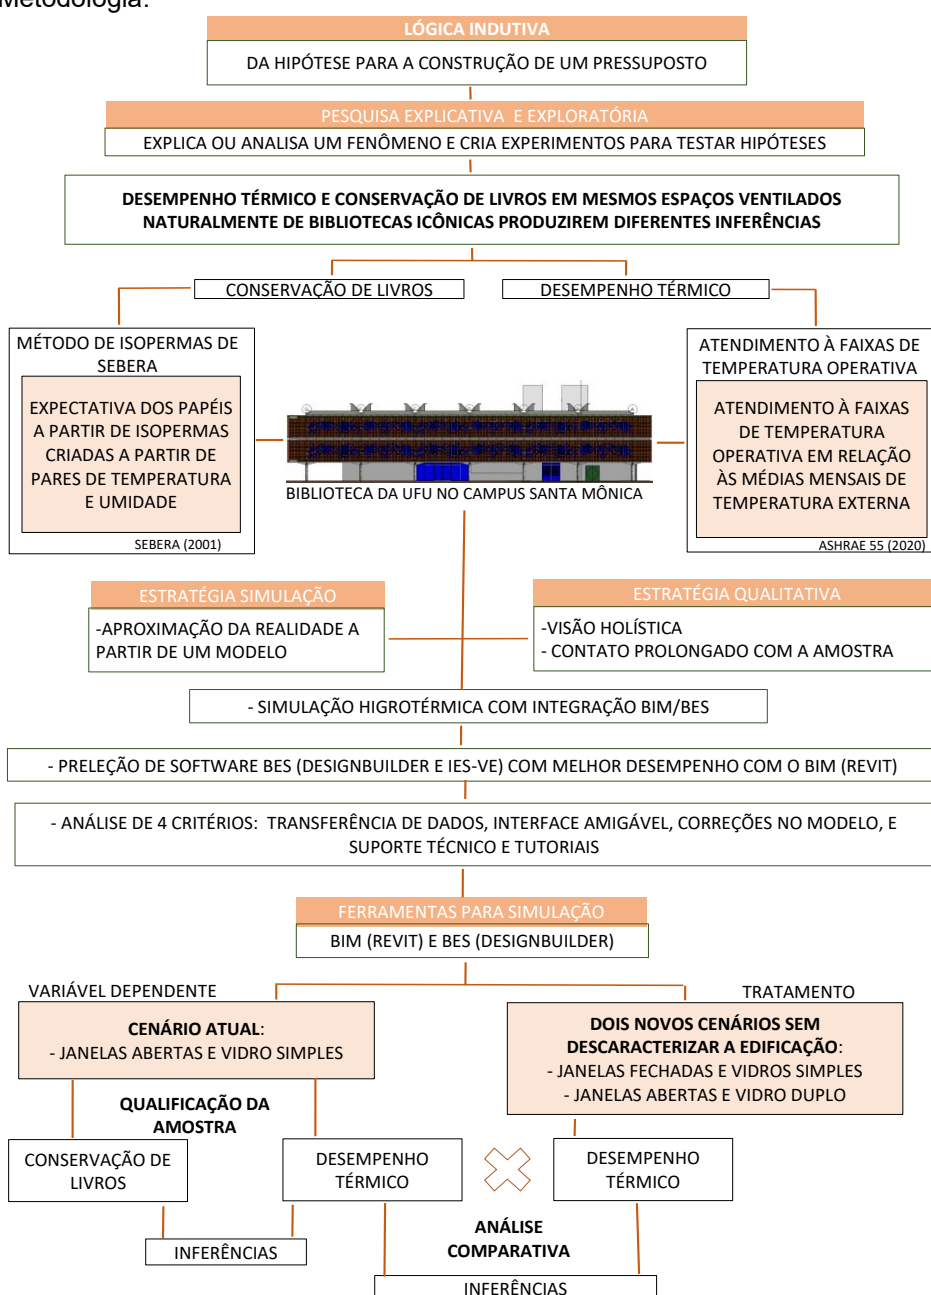 Metodologia:
LÓGICA INDUTIVA
DA HIPÓTESE PARA A CONSTRUÇÃO DE UM PRESSUPOSTO
PESQUISA EXPLICATIVA E EXPLORATÓRIA
EXPLICA OU ANALISA UM FENÔMENO E CRIA EXPERIMENTOS PARA TESTAR HIPÓTESES
DESEMPENHO TÉRMICO E CONSERVAÇÃO DE LIVROS EM MESMOS ESPAÇOS VENTILADOS
NATURALMENTE DE BIBLIOTECAS ICÔNICAS PRODUZIREM DIFERENTES INFERÊNCIAS
CONSERVAÇÃO DE LIVROS
DESEMPENHO TÉRMICO
MÉTODO DE ISOPERMAS DE
SEBERA
EXPECTATIVA DOS PAPÉIS
A PARTIR DE ISOPERMAS
CRIADAS A PARTIR DE
PARES DE TEMPERATURA
E UMIDADE
SEBERA (2001)
BIBLIOTECA DA UFU NO CAMPUS SANTA MÔNICA
ATENDIMENTO À FAIXAS DE
TEMPERATURA OPERATIVA
ATENDIMENTO À FAIXAS
DE TEMPERATURA
OPERATIVA EM RELAÇÃO
ÀS MÉDIAS MENSAIS DE
TEMPERATURA EXTERNA
ASHRAE 55 (2020)
ESTRATÉGIA SIMULAÇÃO
-APROXIMAÇÃO DA REALIDADE A
PARTIR DE UM MODELO
ESTRATÉGIA QUALITATIVA
-VISÃO HOLÍSTICA
- CONTATO PROLONGADO COM A AMOSTRA
- SIMULAÇÃO HIGROTÉRMICA COM INTEGRAÇÃO BIM/BES
- PRELEÇÃO DE SOFTWARE BES (DESIGNBUILDER E IES-VE) COM MELHOR DESEMPENHO COM O BIM (REVIT)
- ANÁLISE DE 4 CRITÉRIOS: TRANSFERÊNCIA DE DADOS, INTERFACE AMIGÁVEL, CORREÇÕES NO MODELO, E
SUPORTE TÉCNICO E TUTORIAIS
FERRAMENTAS PARA SIMULAÇÃO
BIM (REVIT) E BES (DESIGNBUILDER)
VARIÁVEL DEPENDENTE
CENÁRIO ATUAL:
- JANELAS ABERTAS E VIDRO SIMPLES
TRATAMENTO
DOIS NOVOS CENÁRIOS SEM
DESCARACTERIZAR A EDIFICAÇÃO:
- JANELAS FECHADAS E VIDROS SIMPLES
- JANELAS ABERTAS E VIDRO DUPLO
QUALIFICAÇÃO DA
AMOSTRA
CONSERVAÇÃO DE
LIVROS
DESEMPENHO
TÉRMICO
DESEMPENHO
TÉRMICO
INFERÊNCIAS
ANÁLISE
COMPARATIVA
INFERÊNCIAS